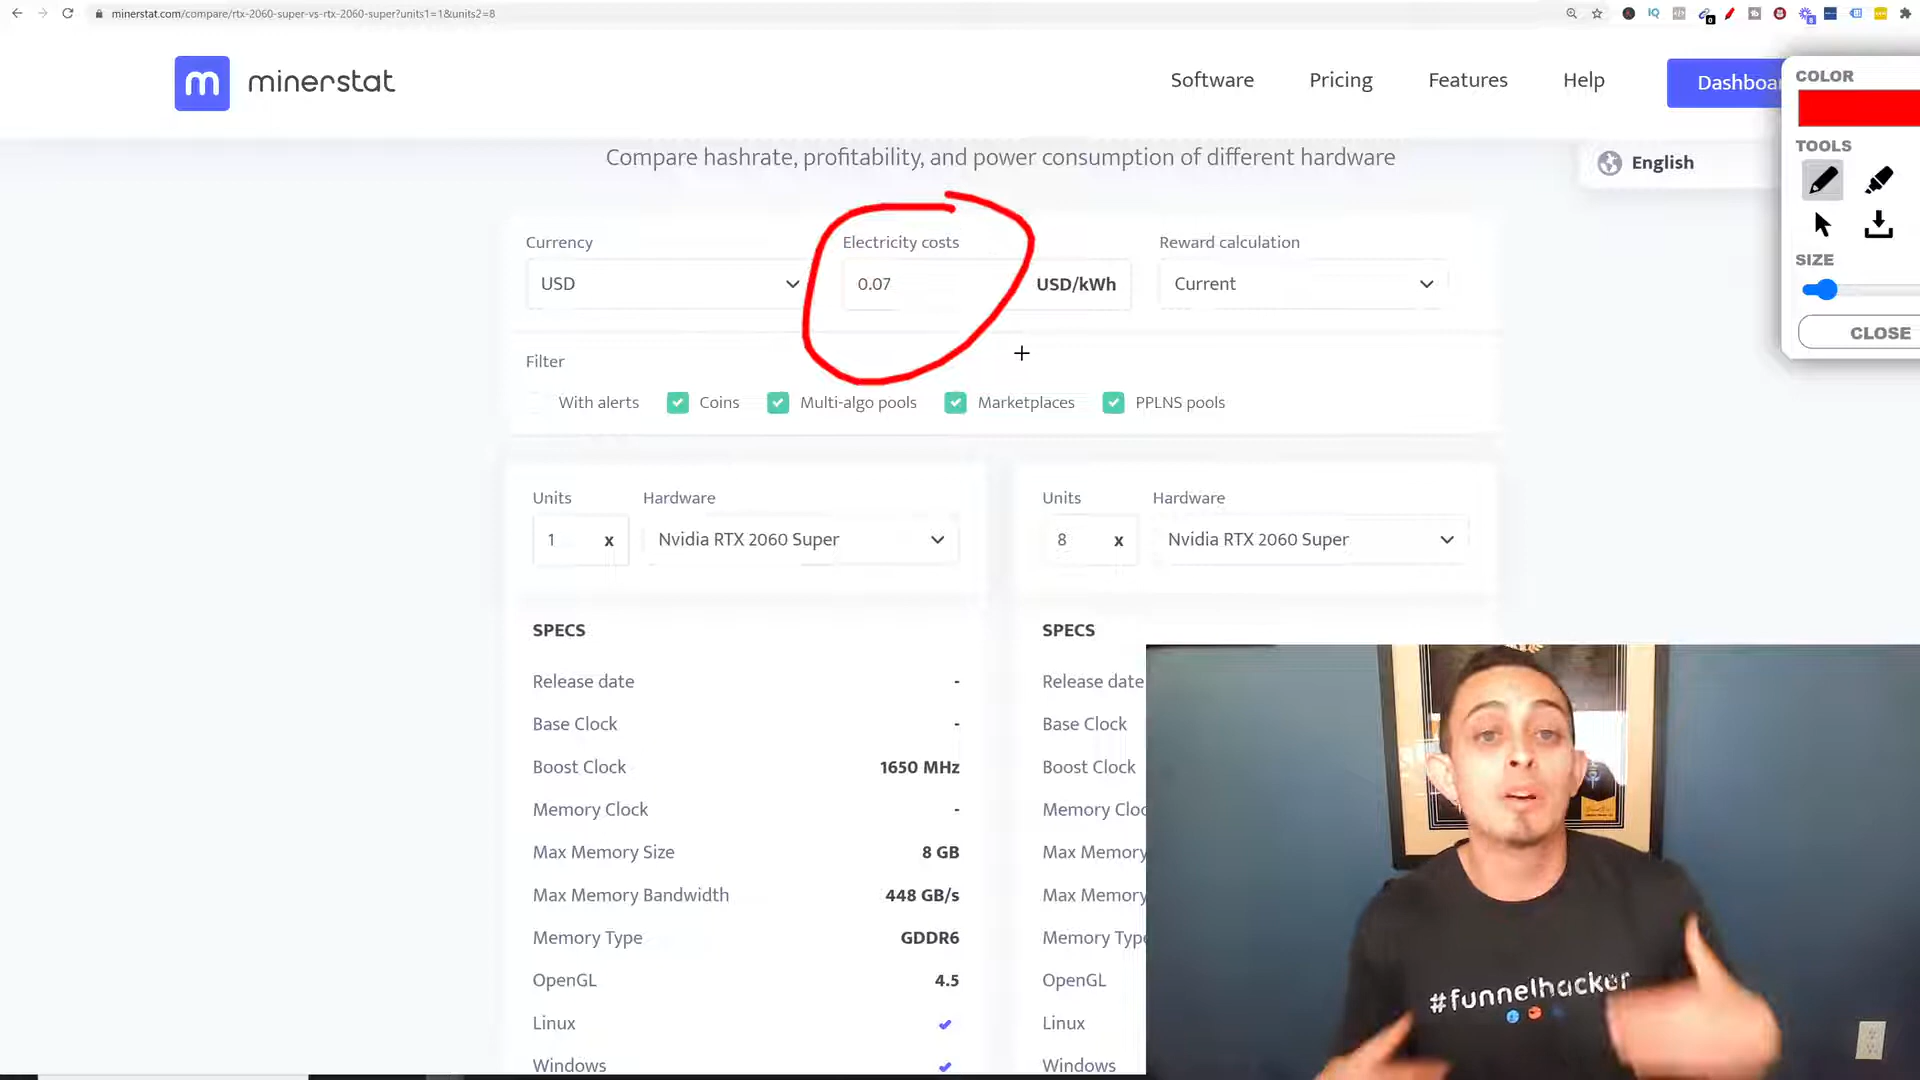 minerstat.com/compare/rtx-2060-super-vs-rtx-2060-super?units1=1&units2=8
m minerstat
Software
Pricing
Features
Help
Dashboa
COLOR
TOOLS
SIZE
CLOSE
Compare hashrate, profitability, and power consumption of different hardware
English
Currency
Electricity costs
Reward calculation
USD
0.07
USD/kWh
Current
Filter
With alerts
Coins
Multi-algo pools
Marketplaces
PPLNS pools
Units
Hardware
1 x
Nvidia RTX 2060 Super
Units
Hardware
8 x
Nvidia RTX 2060 Super
SPECS
Release date -
Base Clock -
Boost Clock 1650 MHz
Memory Clock -
Max Memory Size 8 GB
Max Memory Bandwidth 448 GB/s
Memory Type GDDR6
OpenGL 4.5
Linux
Windows
SPECS
Release date
Base Clock
Boost Clock
Memory Cloc
Max Memory
Max Memory
Memory Type
OpenGL
Linux
Windows
#funnelhacker